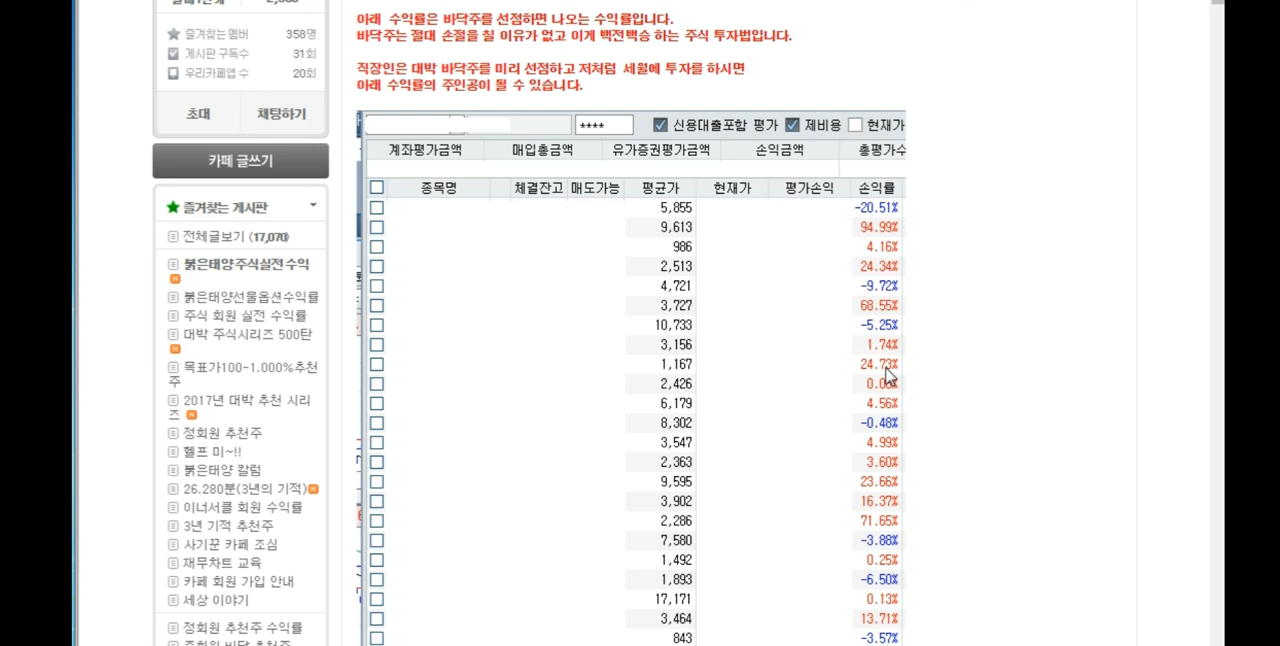 즐겨찾는 멤버 358명
게시판 구독수 31회
우리카페앱 수 20회
초대 채팅하기
카페 글쓰기
즐겨찾는 게시판
전체글보기 (17,070)
붉은태양주식실전수익
붉은태양선물옵션수익률
주식 회원 실전 수익률
대박 주식시리즈 500탄
목표가100-1.000%추천
주
2017년 대박 추천 시리
즈
정회원 추천주
헬프 미~!!
붉은태양 칼럼
26.280분(3년의 기적)
이너서클 회원 수익률
3년 기적 추천주
사기꾼 카페 조심
재무차트 교육
카페 회원 가입 안내
세상 이야기
정회원 추천주 수익률
아래 수익률은 바닥주를 선점하면 나오는 수익률입니다.
바닥주는 절대 손절을 칠 이유가 없고 이게 백전백승 하는 주식 투자법입니다.
직장인은 대박 바닥주를 미리 선점하고 저처럼 세월에 투자를 하시면
아래 수익률의 주인공이 될 수 있습니다.
**** 신용대출포함 평가 제비용 현재가
계좌평가금액 매입총금액 유가증권평가금액 손익금액 총평가수
종목명 체결잔고 매도가능 평균가 현재가 평가손익 손익률
5,855 -20.51%
9,613 94.99%
986 4.16%
2,513 24.34%
4,721 -9.72%
3,727 68.55%
10,733 -5.25%
3,156 1.74%
1,167 24.73%
2,426
6,179 4.56%
8,302 -0.48%
3,547 4.99%
2,363 3.60%
9,595 23.66%
3,902 16.37%
2,286 71.65%
7,580 -3.88%
1,492 0.25%
1,893 -6.50%
17,171 0.13%
3,464 13.71%
843 -3.57%